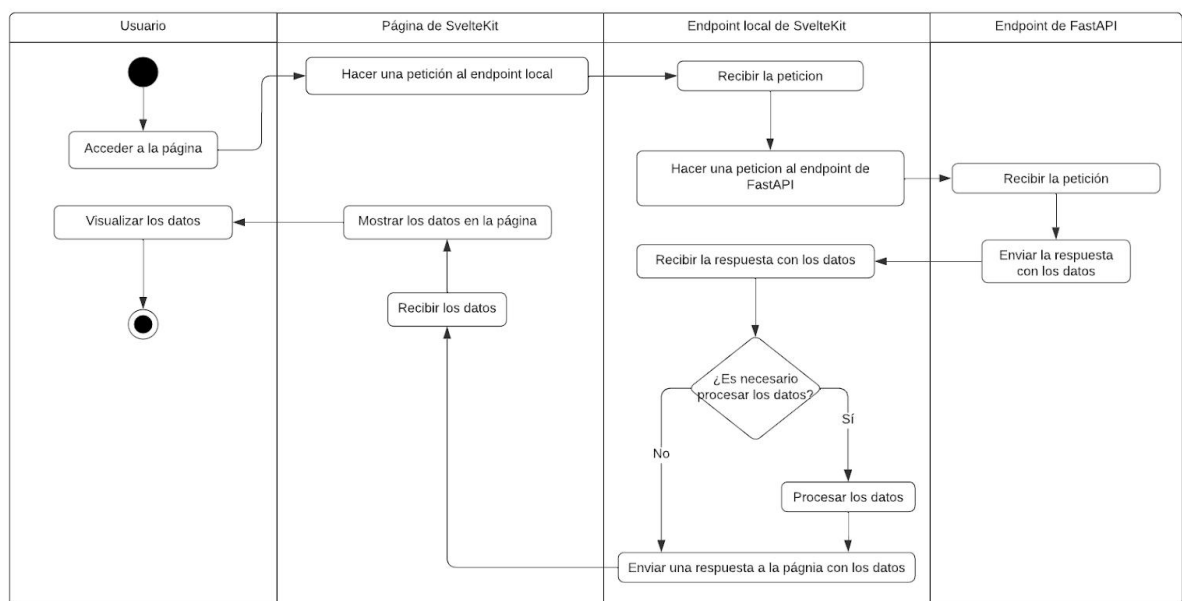 Usuario
Página de SvelteKit
Endpoint local de SvelteKit
Endpoint de FastAPI
Hacer una petición al endpoint local
Recibir la peticion
Acceder a la página
Hacer una peticion al endpoint de
FastAPI
Recibir la petición
Visualizar los datos
Mostrar los datos en la página
Recibir la respuesta con los datos
Enviar la respuesta
con los datos
Recibir los datos
¿Es necesario
procesar los datos?
Sí
No
Procesar los datos
Enviar una respuesta a la págnia con los datos